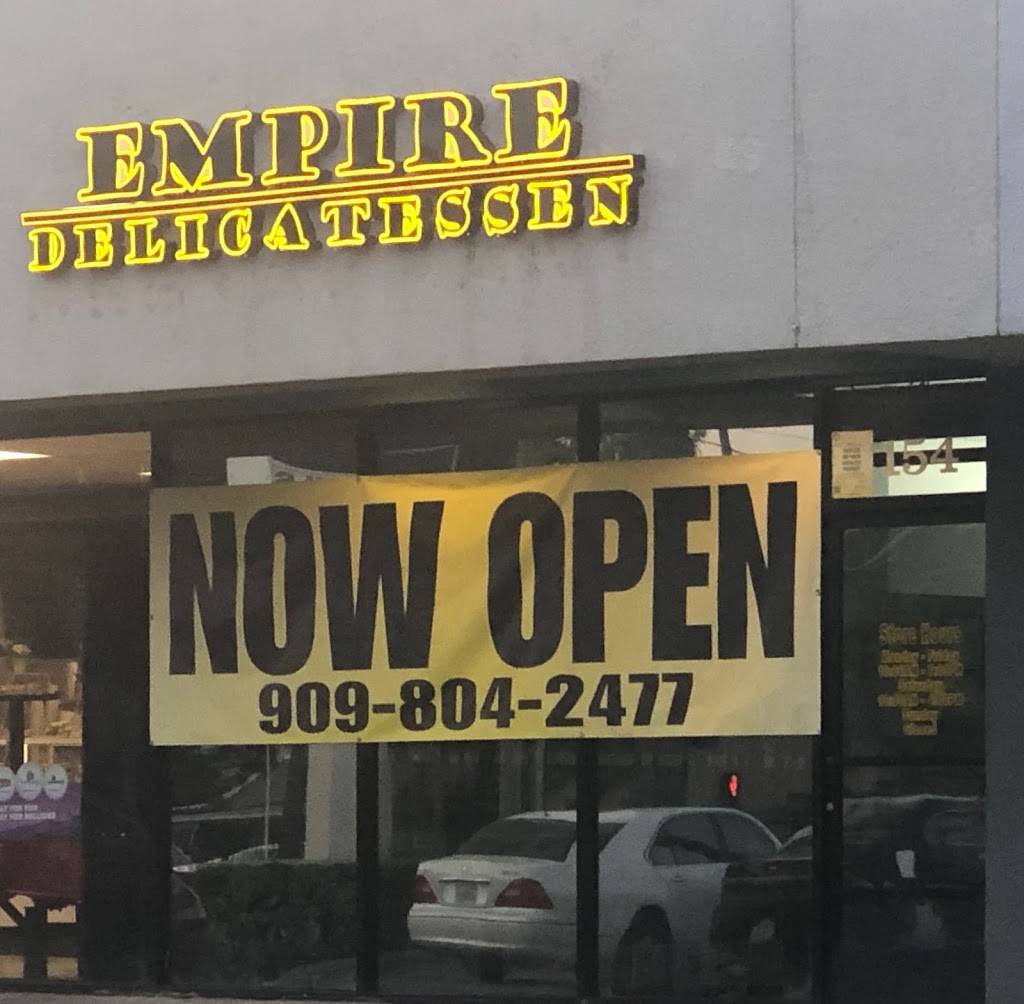 EMPIRE
DELICATESSEN
154
NOW OPEN
909-804-2477
Store Hours